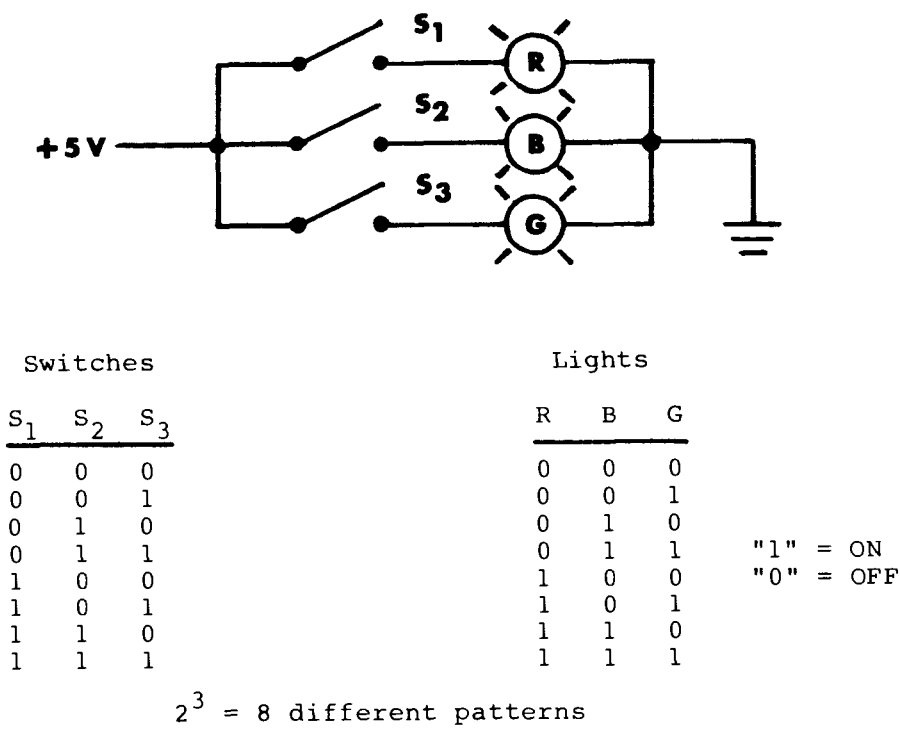 S1
R
S2
+5V
B
S3
G
Switches Lights
S1 S2 S3 R B G
0 0 0 0 0 0
0 0 1 0 0 1
0 1 0 0 1 0
0 1 1 0 1 1 "1" = ON
1 0 0 1 0 0 "0" = OFF
1 0 1 1 0 1
1 1 0 1 1 0
1 1 1 1 1 1
2^3 = 8 different patterns